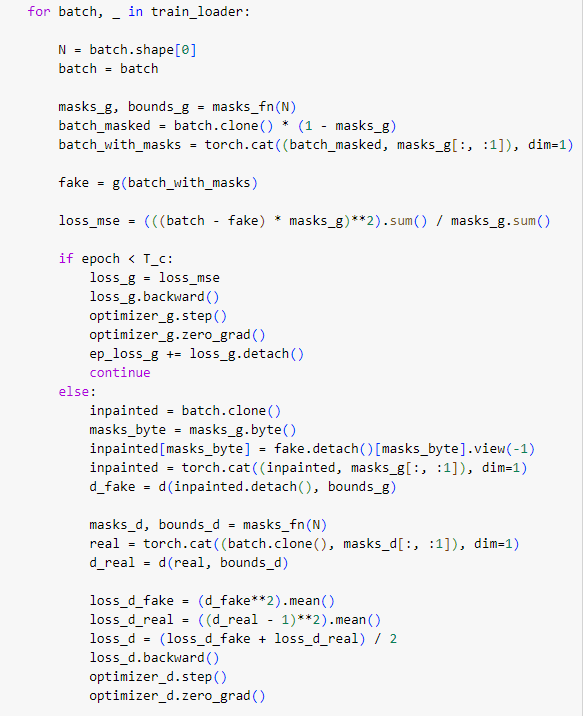 for batch, _ in train_loader:
N = batch.shape[0]
batch = batch
masks_g, bounds_g = masks_fn(N)
batch_masked = batch.clone() * (1 - masks_g)
batch_with_masks = torch.cat((batch_masked, masks_g[:, :1]), dim=1)
fake = g(batch_with_masks)
loss_mse = (((batch - fake) * masks_g)**2).sum() / masks_g.sum()
if epoch < T_c:
loss_g = loss_mse
loss_g.backward()
optimizer_g.step()
optimizer_g.zero_grad()
ep_loss_g += loss_g.detach()
continue
else:
inpainted = batch.clone()
masks_byte = masks_g.byte()
inpainted[masks_byte] = fake.detach()[masks_byte].view(-1)
inpainted = torch.cat((inpainted, masks_g[:, :1]), dim=1)
d_fake = d(inpainted.detach(), bounds_g)
masks_d, bounds_d = masks_fn(N)
real = torch.cat((batch.clone(), masks_d[:, :1]), dim=1)
d_real = d(real, bounds_d)
loss_d_fake = (d_fake**2).mean()
loss_d_real = ((d_real - 1)**2).mean()
loss_d = (loss_d_fake + loss_d_real) / 2
loss_d.backward()
optimizer_d.step()
optimizer_d.zero_grad()